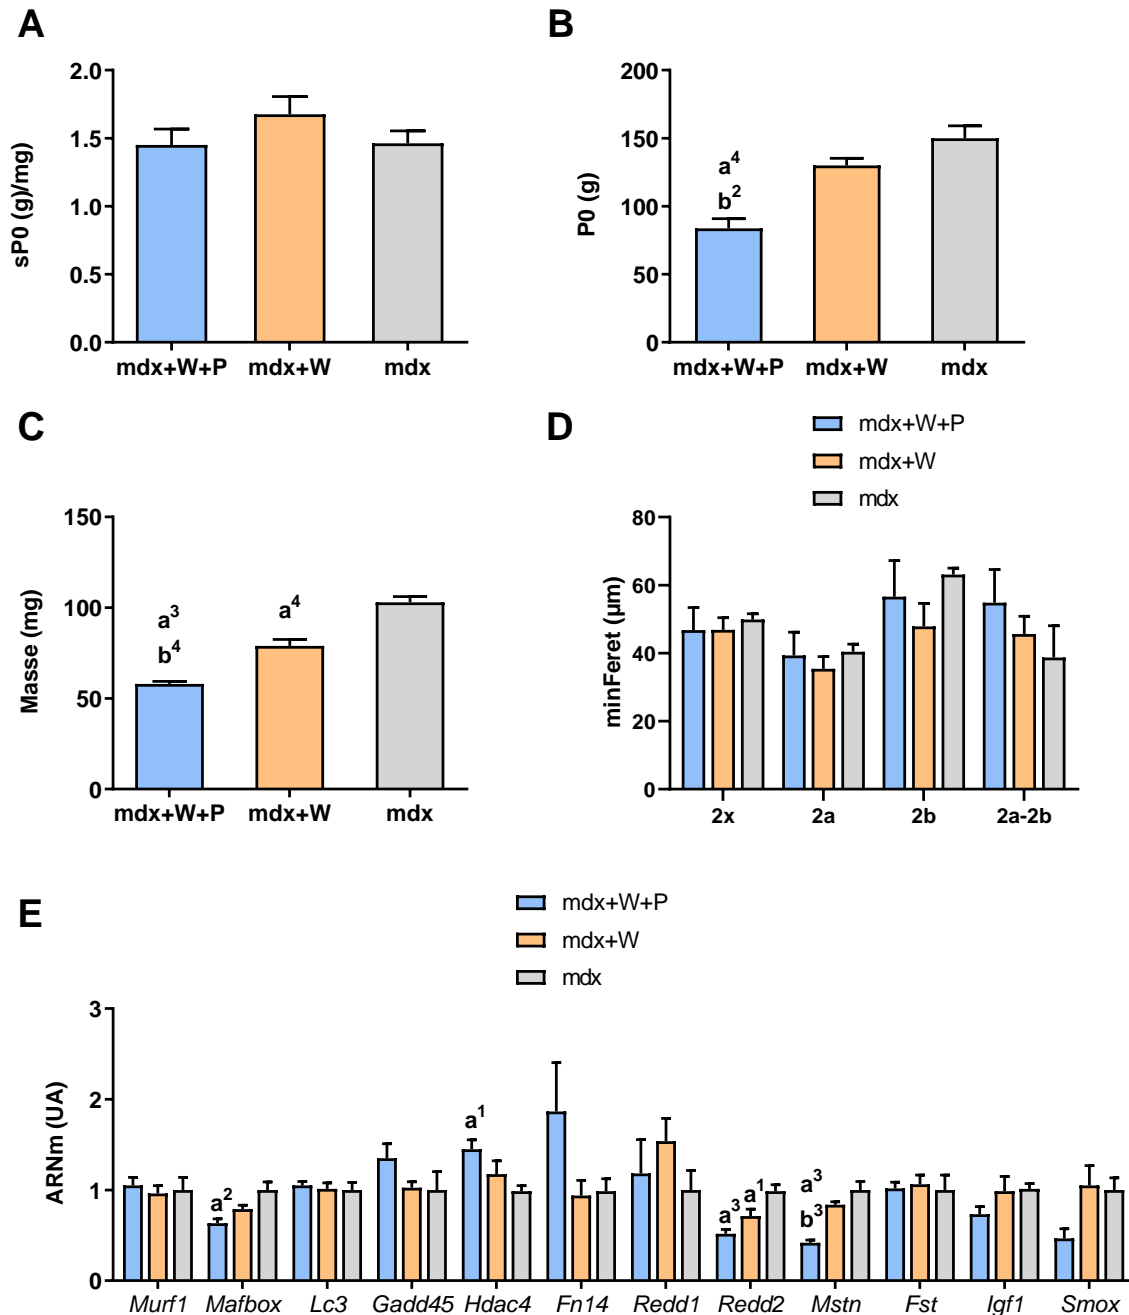 A
sP0 (g)/mg
2.0
1.5
1.0
0.5
0.0
mdx+W+P mdx+W mdx
B
P0 (g)
200
150
100
50
0
a⁴
b²
mdx+W+P mdx+W mdx
C
Masse (mg)
150
100
50
0
a³
b⁴
a⁴
mdx+W+P mdx+W mdx
D
mdx+W+P
mdx+W
mdx
minFeret (µm)
80
60
40
20
0
2x 2a 2b 2a-2b
E
mdx+W+P
mdx+W
mdx
ARNm (UA)
3
2
1
0
a²
a¹
a³
a¹
a³
b³
Murf1 Mafbox Lc3 Gadd45 Hdac4 Fn14 Redd1 Redd2 Mstn Fst Igf1 Smox